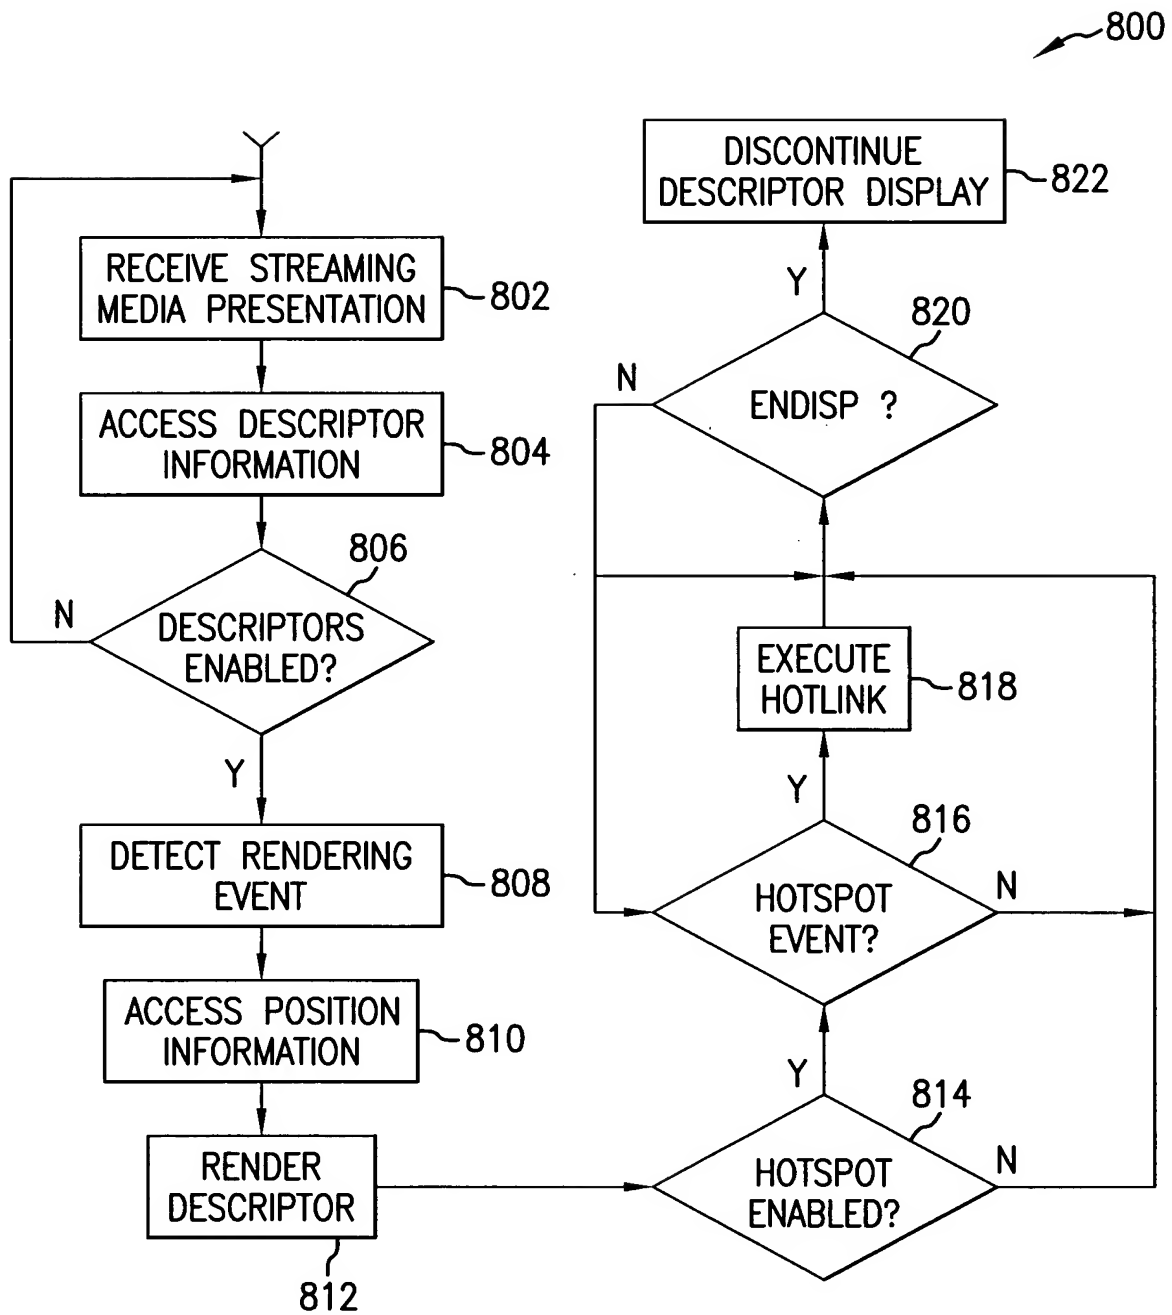 800
RECEIVE STREAMING
MEDIA PRESENTATION
802
ACCESS DESCRIPTOR
INFORMATION
804
806
DESCRIPTORS
ENABLED?
N
Y
DETECT RENDERING
EVENT
808
ACCESS POSITION
INFORMATION
810
RENDER
DESCRIPTOR
812
DISCONTINUE
DESCRIPTOR DISPLAY
822
Y
820
N
ENDISP ?
EXECUTE
HOTLINK
818
Y
816
HOTSPOT
EVENT?
N
Y
814
HOTSPOT
ENABLED?
N